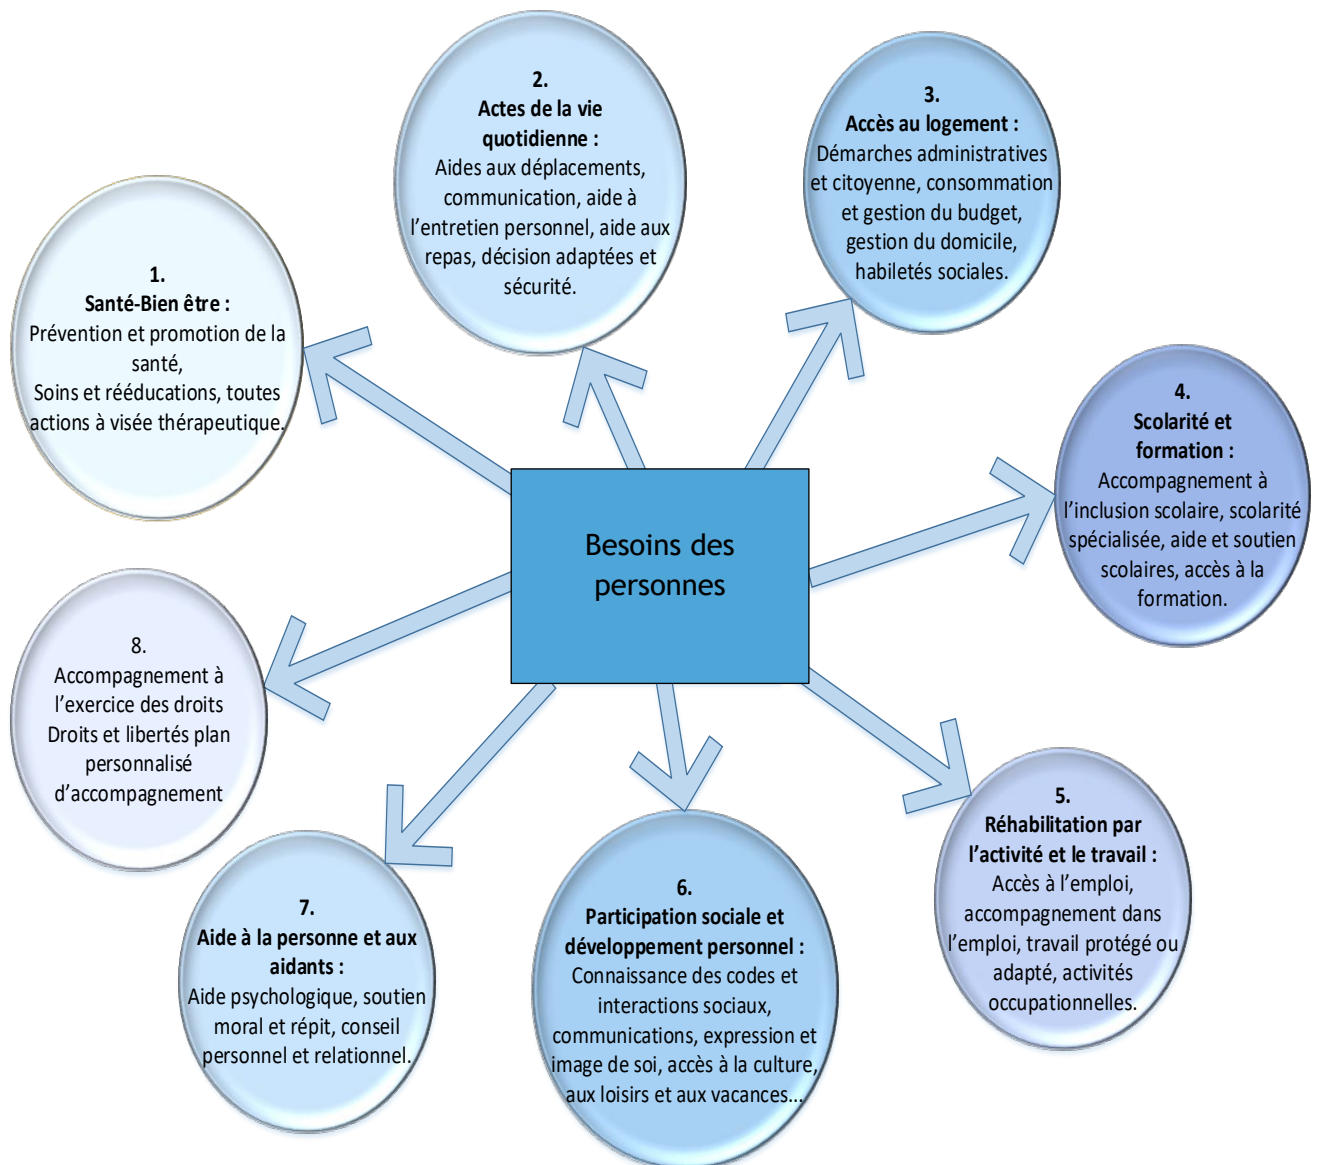 Besoins des
personnes
1.
Santé-Bien être :
Prévention et promotion de la
santé,
Soins et rééducations, toutes
actions à visée thérapeutique.
2.
Actes de la vie
quotidienne :
Aides aux déplacements,
communication, aide à
l’entretien personnel, aide aux
repas, décision adaptées et
sécurité.
3.
Accès au logement :
Démarches administratives
et citoyenne, consommation
et gestion du budget,
gestion du domicile,
habiletés sociales.
4.
Scolarité et
formation :
Accompagnement à
l’inclusion scolaire, scolarité
spécialisée, aide et soutien
scolaires, accès à la
formation.
5.
Réhabilitation par
l’activité et le travail :
Accès à l’emploi,
accompagnement dans
l’emploi, travail protégé ou
adapté, activités
occupationnelles.
6.
Participation sociale et
développement personnel :
Connaissance des codes et
interactions sociaux,
communications, expression et
image de soi, accès à la culture,
aux loisirs et aux vacances...
7.
Aide à la personne et aux
aidants :
Aide psychologique, soutien
moral et répit, conseil
personnel et relationnel.
8.
Accompagnement à
l’exercice des droits
Droits et libertés plan
personnalisé
d’accompagnement